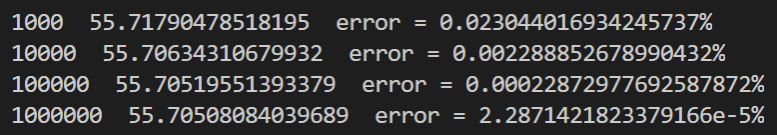 1000  55.71790478518195  error = 0.023044016934245737%
10000  55.70634310679932  error = 0.002288852678990432%
100000  55.70519551393379  error = 0.00022872977692587872%
1000000  55.70508084039689  error = 2.2871421823379166e-5%